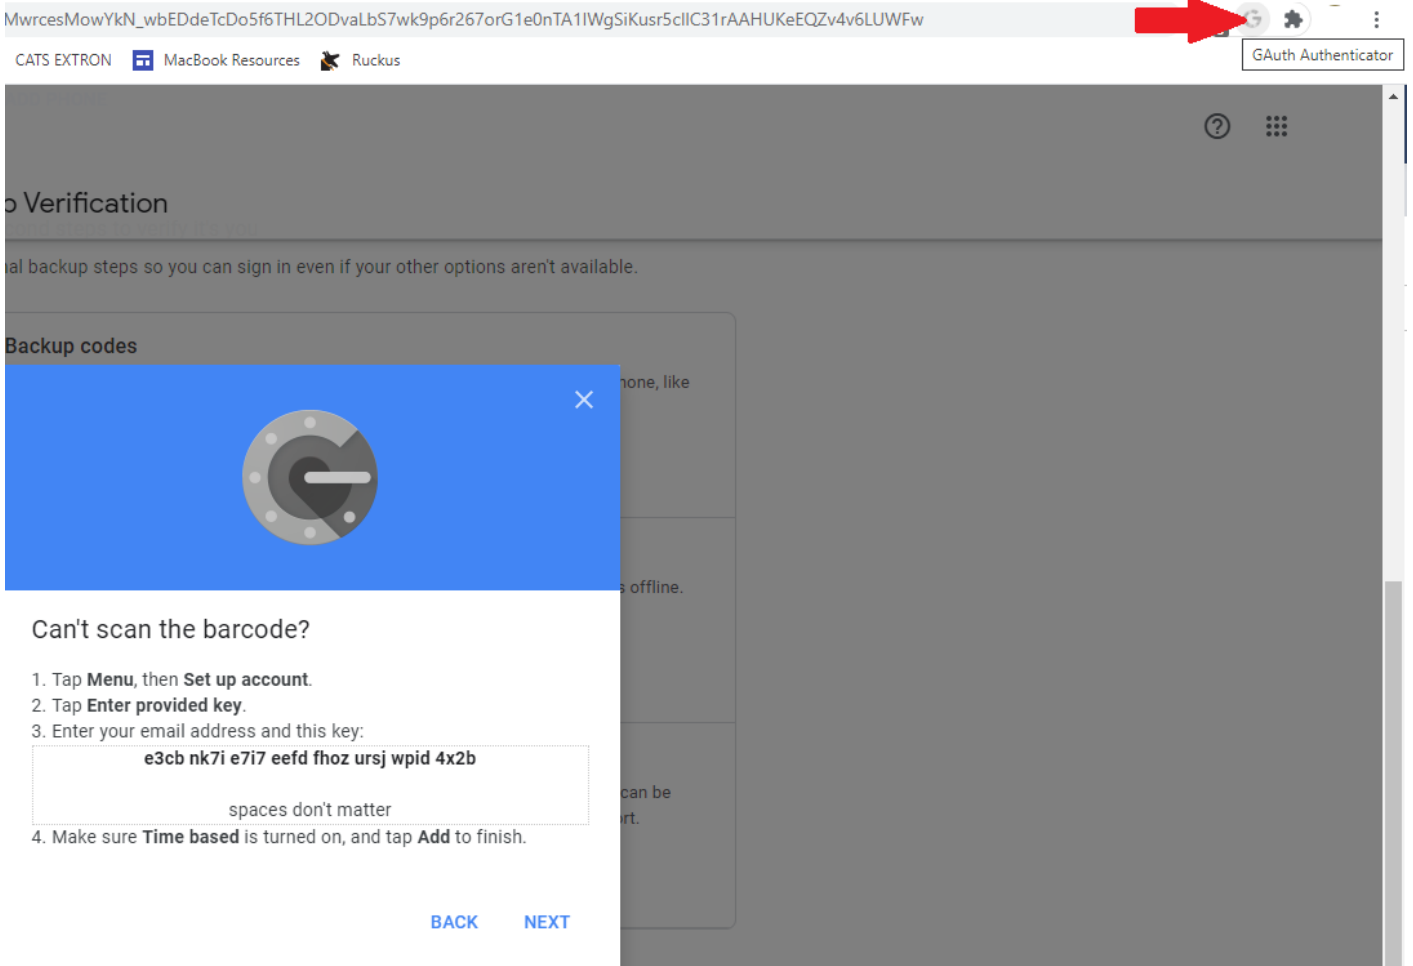 MwrcesMowYkN_wbEDdeTcDo5f6THL2ODvaLbS7wk9p6r267orG1e0nTA1IWgSiKusr5cIIC31rAAHUKeEQZv4v6LUWFw
GAuth Authenticator
CATS EXTRON MacBook Resources Ruckus
p Verification
nal backup steps so you can sign in even if your other options aren't available.
Backup codes
hone, like
s offline.
Can't scan the barcode?
1. Tap Menu, then Set up account.
2. Tap Enter provided key.
3. Enter your email address and this key:
e3cb nk7i e7i7 eefd fhoz ursj wpid 4x2b
can be
spaces don't matter
ort.
4. Make sure Time based is turned on, and tap Add to finish.
BACK NEXT